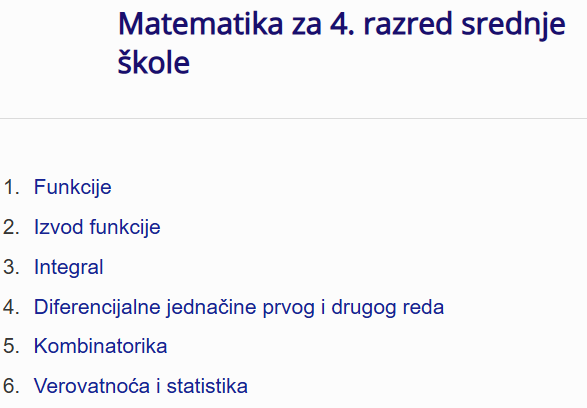 Matematika za 4. razred srednje
škole
1. Funkcije
2. Izvod funkcije
3. Integral
4. Diferencijalne jednačine prvog i drugog reda
5. Kombinatorika
6. Verovatnoća i statistika